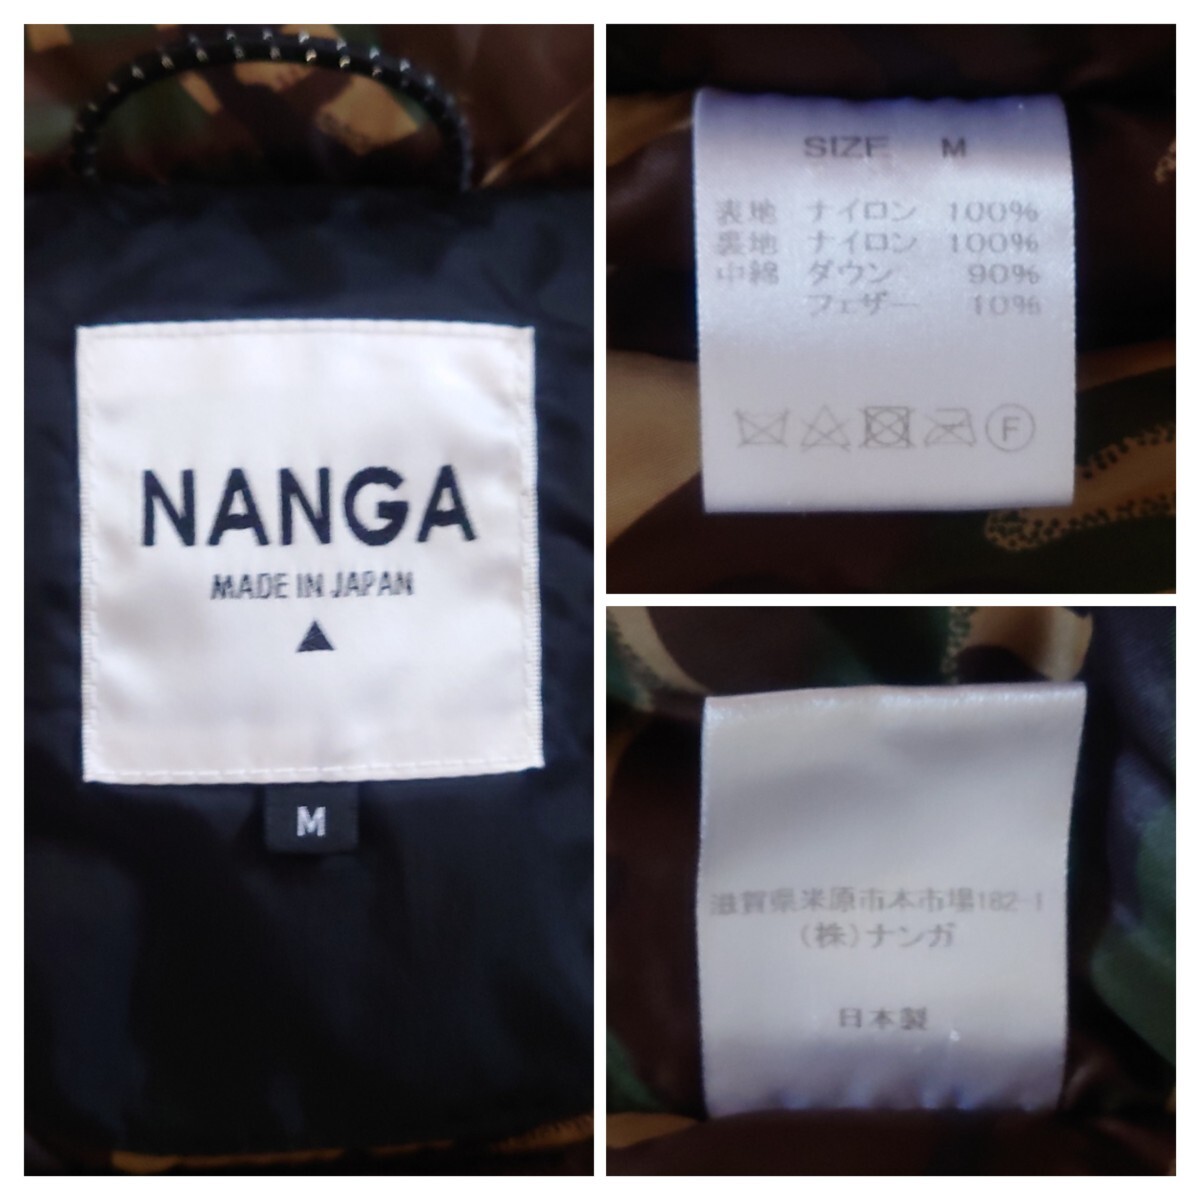 NANGA
MADE IN JAPAN
M
SIZE M
表地 ナイロン 100%
裏地 ナイロン 100%
中綿 ダウン 90%
フェザー 10%
F
滋賀県米原市本市場182-1
(株)ナンガ
日本製